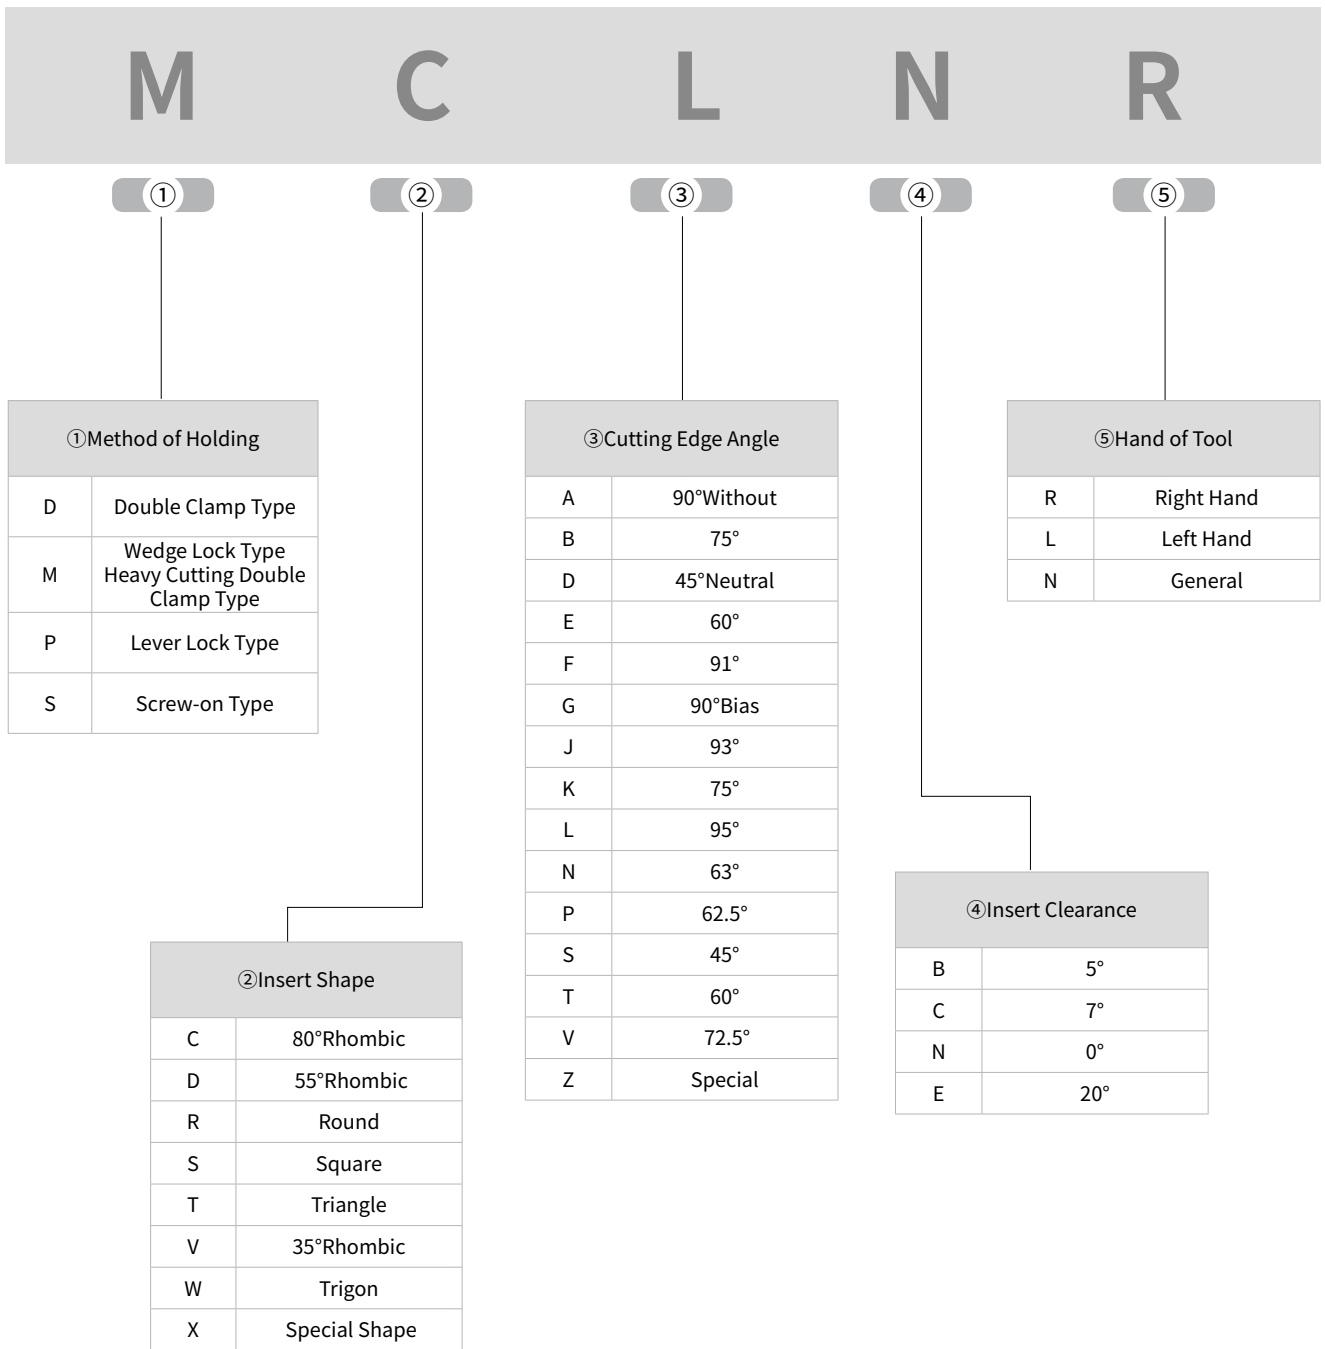 M C L N R
① ② ③ ④ ⑤
①Method of Holding
D Double Clamp Type
M Wedge Lock Type
Heavy Cutting Double
Clamp Type
P Lever Lock Type
S Screw-on Type
②Insert Shape
C 80°Rhombic
D 55°Rhombic
R Round
S Square
T Triangle
V 35°Rhombic
W Trigon
X Special Shape
③Cutting Edge Angle
A 90°Without
B 75°
D 45°Neutral
E 60°
F 91°
G 90°Bias
J 93°
K 75°
L 95°
N 63°
P 62.5°
S 45°
T 60°
V 72.5°
Z Special
④Insert Clearance
B 5°
C 7°
N 0°
E 20°
⑤Hand of Tool
R Right Hand
L Left Hand
N General